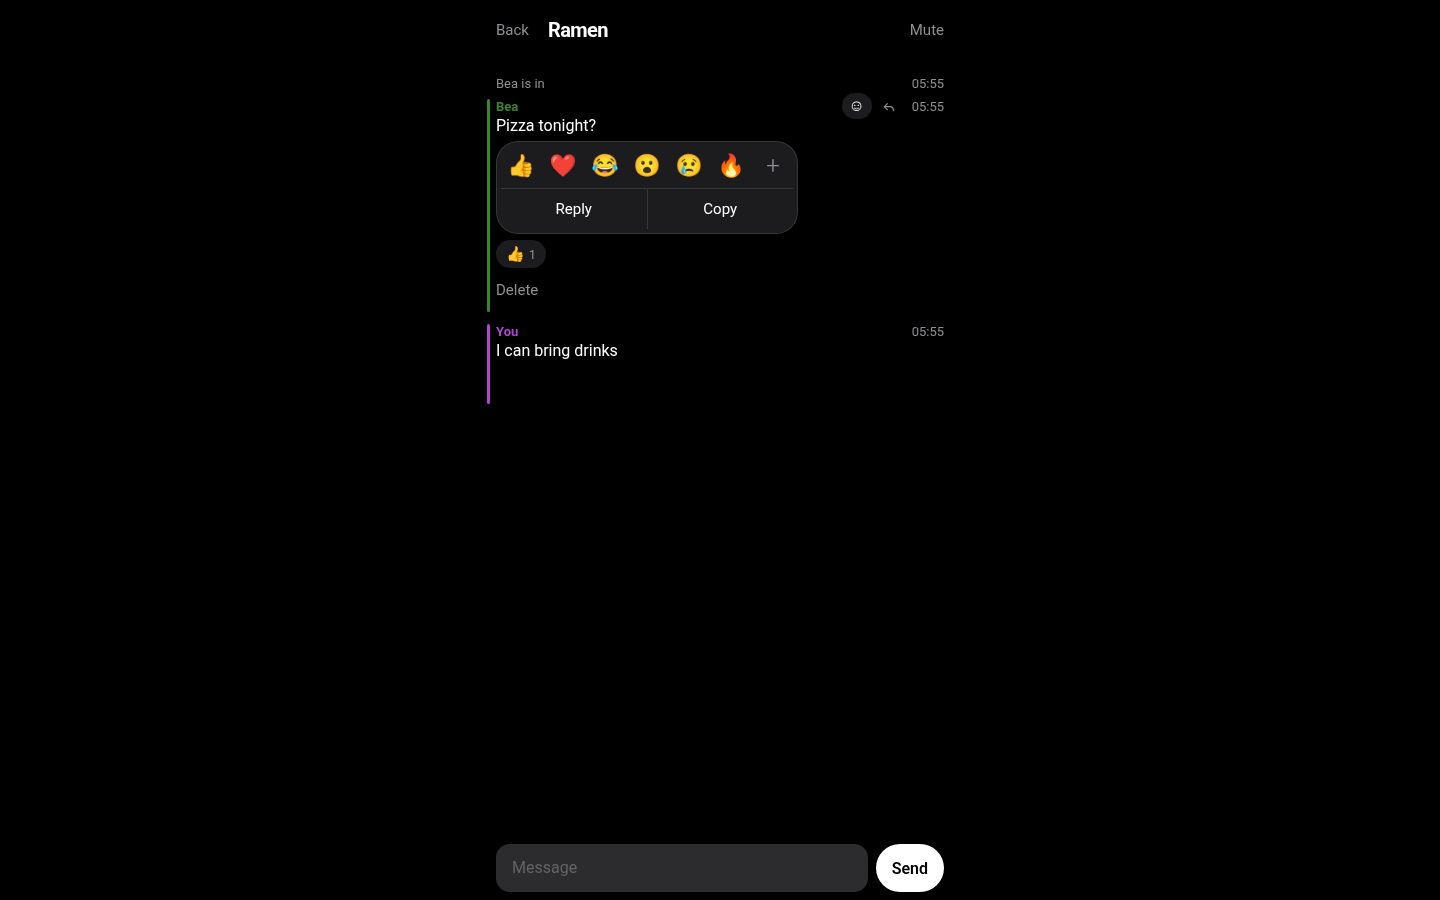 Back Ramen Mute
Bea is in 05:55
Bea 05:55
Pizza tonight?
👍 ❤️ 😂 😮 😢 🔥 +
Reply Copy
👍 1
Delete
You 05:55
I can bring drinks
Message Send